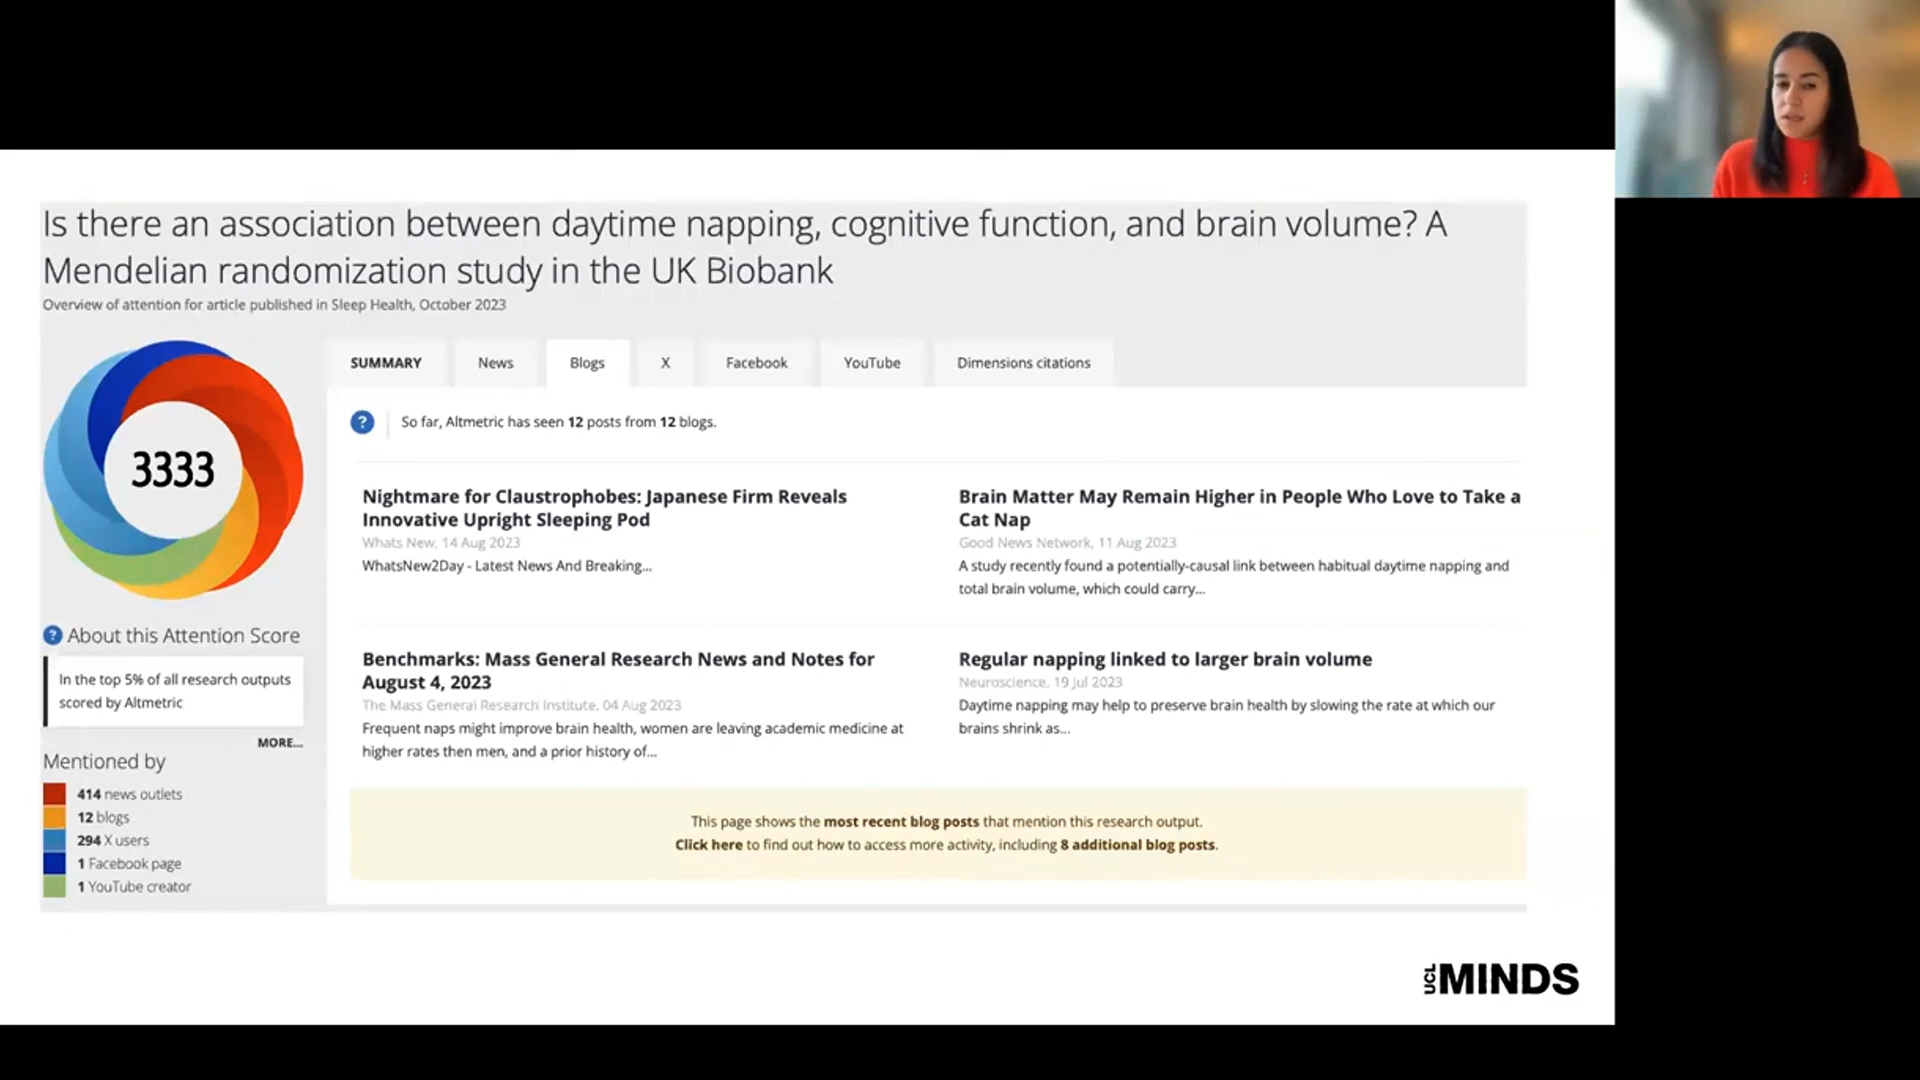 Is there an association between daytime napping, cognitive function, and brain volume? A
Mendelian randomization study in the UK Biobank
Overview of attention for article published in Sleep Health, October 2023
SUMMARY
News
Blogs
X
Facebook
YouTube
Dimensions citations
3333
? So far, Altmetric has seen 12 posts from 12 blogs.
Nightmare for Claustrophobes: Japanese Firm Reveals
Innovative Upright Sleeping Pod
Whats New, 14 Aug 2023
WhatsNew2Day - Latest News And Breaking...
Brain Matter May Remain Higher in People Who Love to Take a
Cat Nap
Good News Network, 11 Aug 2023
A study recently found a potentially-causal link between habitual daytime napping and
total brain volume, which could carry...
Benchmarks: Mass General Research News and Notes for
August 4, 2023
The Mass General Research Institute, 04 Aug 2023
Frequent naps might improve brain health, women are leaving academic medicine at
higher rates then men, and a prior history of...
Regular napping linked to larger brain volume
Neuroscience, 19 Jul 2023
Daytime napping may help to preserve brain health by slowing the rate at which our
brains shrink as...
? About this Attention Score
In the top 5% of all research outputs
scored by Altmetric
MORE...
Mentioned by
414 news outlets
12 blogs
294 X users
1 Facebook page
1 YouTube creator
This page shows the most recent blog posts that mention this research output.
Click here to find out how to access more activity, including 8 additional blog posts.
UCL MINDS